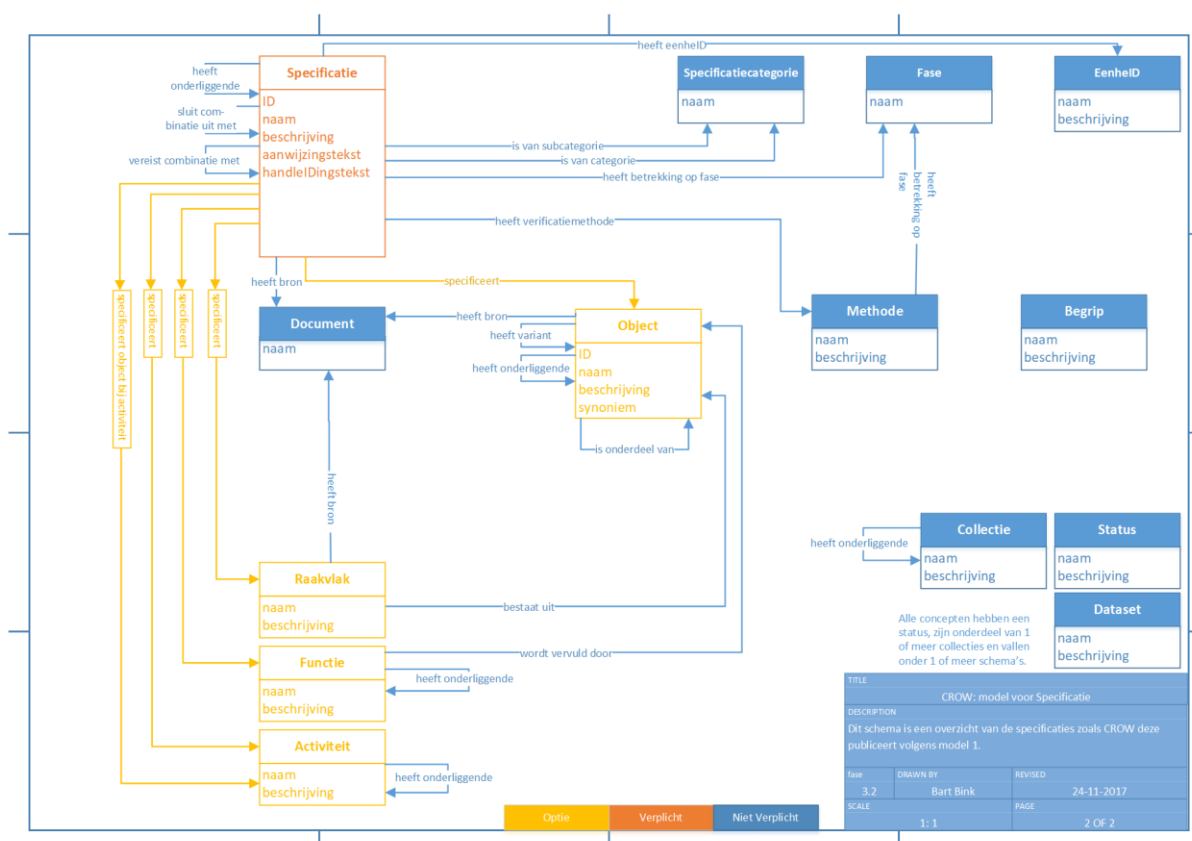 heeft eenheID
Specificatie
ID
naam
beschrijving
aanwijzingstekst
handleIDingstekst
heeft
onderliggende
sluit com-
binatie uit met
vereist combinatie met
Specificatiecategorie
naam
Fase
naam
EenheID
naam
beschrijving
is van subcategorie
is van categorie
heeft betrekking op fase
heeft
betrekking op
fase
heeft verificatiemethode
heeft bron
specificeert
specificeert object bij activiteit
specificeert
specificeert
specificeert
Document
naam
heeft bron
heeft variant
heeft onderliggende
Object
ID
naam
beschrijving
synoniem
is onderdeel van
Methode
naam
beschrijving
Begrip
naam
beschrijving
heeft bron
Raakvlak
naam
beschrijving
bestaat uit
Functie
naam
beschrijving
wordt vervuld door
heeft onderliggende
Activiteit
naam
beschrijving
heeft onderliggende
heeft onderliggende
Collectie
naam
beschrijving
Status
naam
beschrijving
Dataset
naam
beschrijving
Alle concepten hebben een
status, zijn onderdeel van 1
of meer collecties en vallen
onder 1 of meer schema's.
TITLE
CROW: model voor Specificatie
DESCRIPTION
Dit schema is een overzicht van de specificaties zoals CROW deze
publiceert volgens model 1.
fase
3.2
DRAWN BY
Bart Bink
REVISED
24-11-2017
SCALE
1: 1
PAGE
2 OF 2
Optie
Verplicht
Niet Verplicht